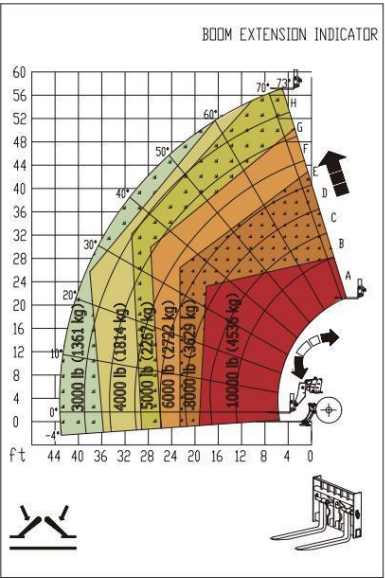 BOOM EXTENSION INDICATOR
60
56
52
48
44
40
36
32
28
24
20
16
12
8
4
0
-4°
0°
10°
20°
30°
40°
50°
60°
70°
73°
H
G
F
E
D
C
B
A
3000 lb (1361 kg)
4000 lb (1814 kg)
5000 lb (2267 kg)
6000 lb (2722 kg)
8000 lb (3629 kg)
10000 lb (4536 kg)
ft 44 40 36 32 28 24 20 16 12 8 4 0